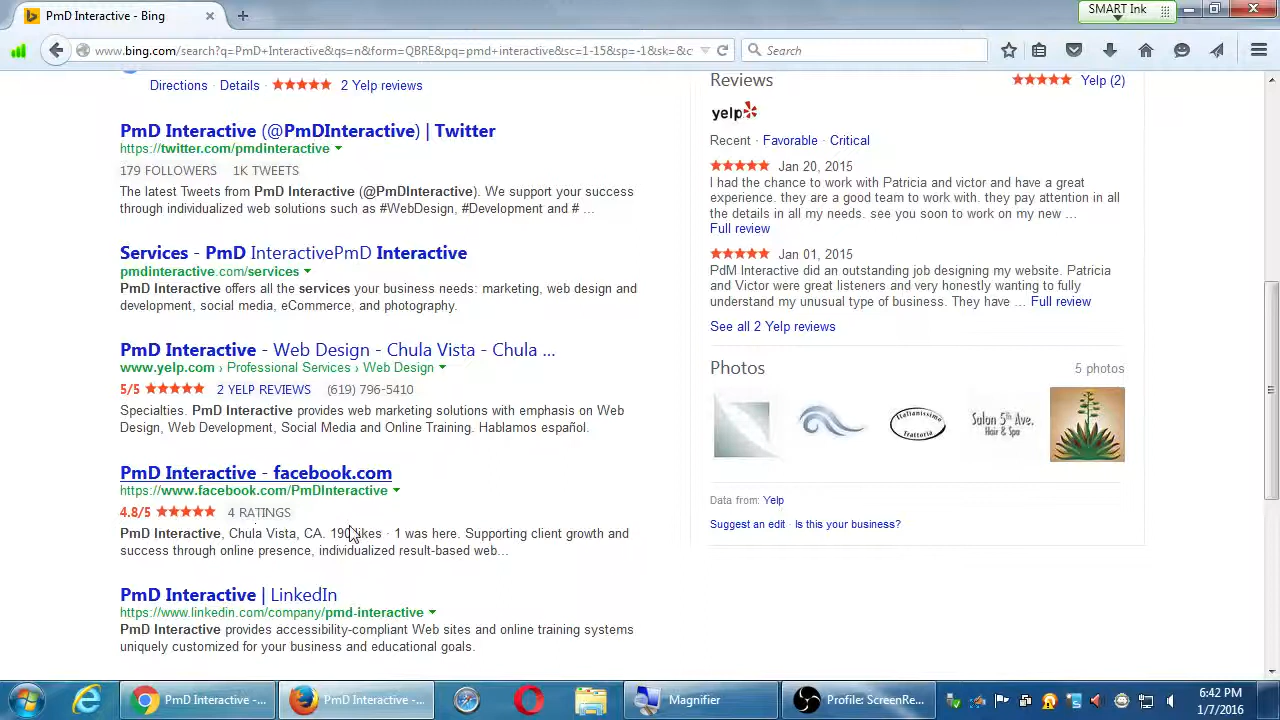 PmD Interactive - Bing
SMART Ink
www.bing.com/search?q=PmD+Interactive&qs=n&form=QBRE&pq=pmd+interactive&sc=1-15&sp=-1&sk=&c
Search
Directions · Details · 2 Yelp reviews
PmD Interactive (@PmDInteractive) | Twitter
https://twitter.com/pmdinteractive
179 FOLLOWERS 1K TWEETS
The latest Tweets from PmD Interactive (@PmDInteractive). We support your success
through individualized web solutions such as #WebDesign, #Development and # ...
Services - PmD InteractivePmD Interactive
pmdinteractive.com/services
PmD Interactive offers all the services your business needs: marketing, web design and
development, social media, eCommerce, and photography.
PmD Interactive - Web Design - Chula Vista - Chula ...
www.yelp.com › Professional Services › Web Design
5/5 2 YELP REVIEWS (619) 796-5410
Specialties. PmD Interactive provides web marketing solutions with emphasis on Web
Design, Web Development, Social Media and Online Training. Hablamos español.
PmD Interactive - facebook.com
https://www.facebook.com/PmDInteractive
4.8/5 4 RATINGS
PmD Interactive, Chula Vista, CA. 190 likes · 1 was here. Supporting client growth and
success through online presence, individualized result-based web...
PmD Interactive | LinkedIn
https://www.linkedin.com/company/pmd-interactive
PmD Interactive provides accessibility-compliant Web sites and online training systems
uniquely customized for your business and educational goals.
Reviews Yelp (2)
yelp
Recent · Favorable · Critical
Jan 20, 2015
I had the chance to work with Patricia and victor and have a great
experience. they are a good team to work with. they pay attention in all
the details in all my needs. see you soon to work on my new ...
Full review
Jan 01, 2015
PdM Interactive did an outstanding job designing my website. Patricia
and Victor were great listeners and very honestly wanting to fully
understand my unusual type of business. They have ... Full review
See all 2 Yelp reviews
Photos 5 photos
Italianissimo
Trattoria
Salon 5th Ave.
Hair & Spa
Data from: Yelp
Suggest an edit · Is this your business?
PmD Interactive -...
PmD Interactive -...
Magnifier
Profile: ScreenRe...
6:42 PM
1/7/2016